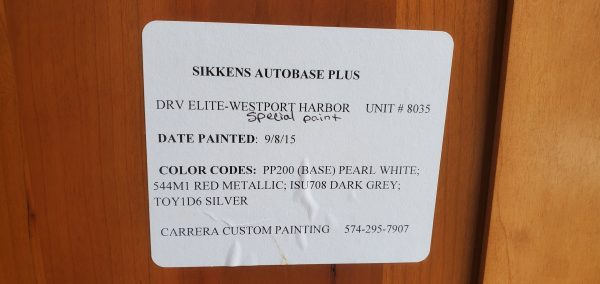 SIKKENS AUTOBASE PLUS
DRV ELITE-WESTPORT HARBOR UNIT # 8035
Special paint
DATE PAINTED: 9/8/15
COLOR CODES: PP200 (BASE) PEARL WHITE;
544M1 RED METALLIC; ISU708 DARK GREY;
TOY1D6 SILVER
CARRERA CUSTOM PAINTING 574-295-7907